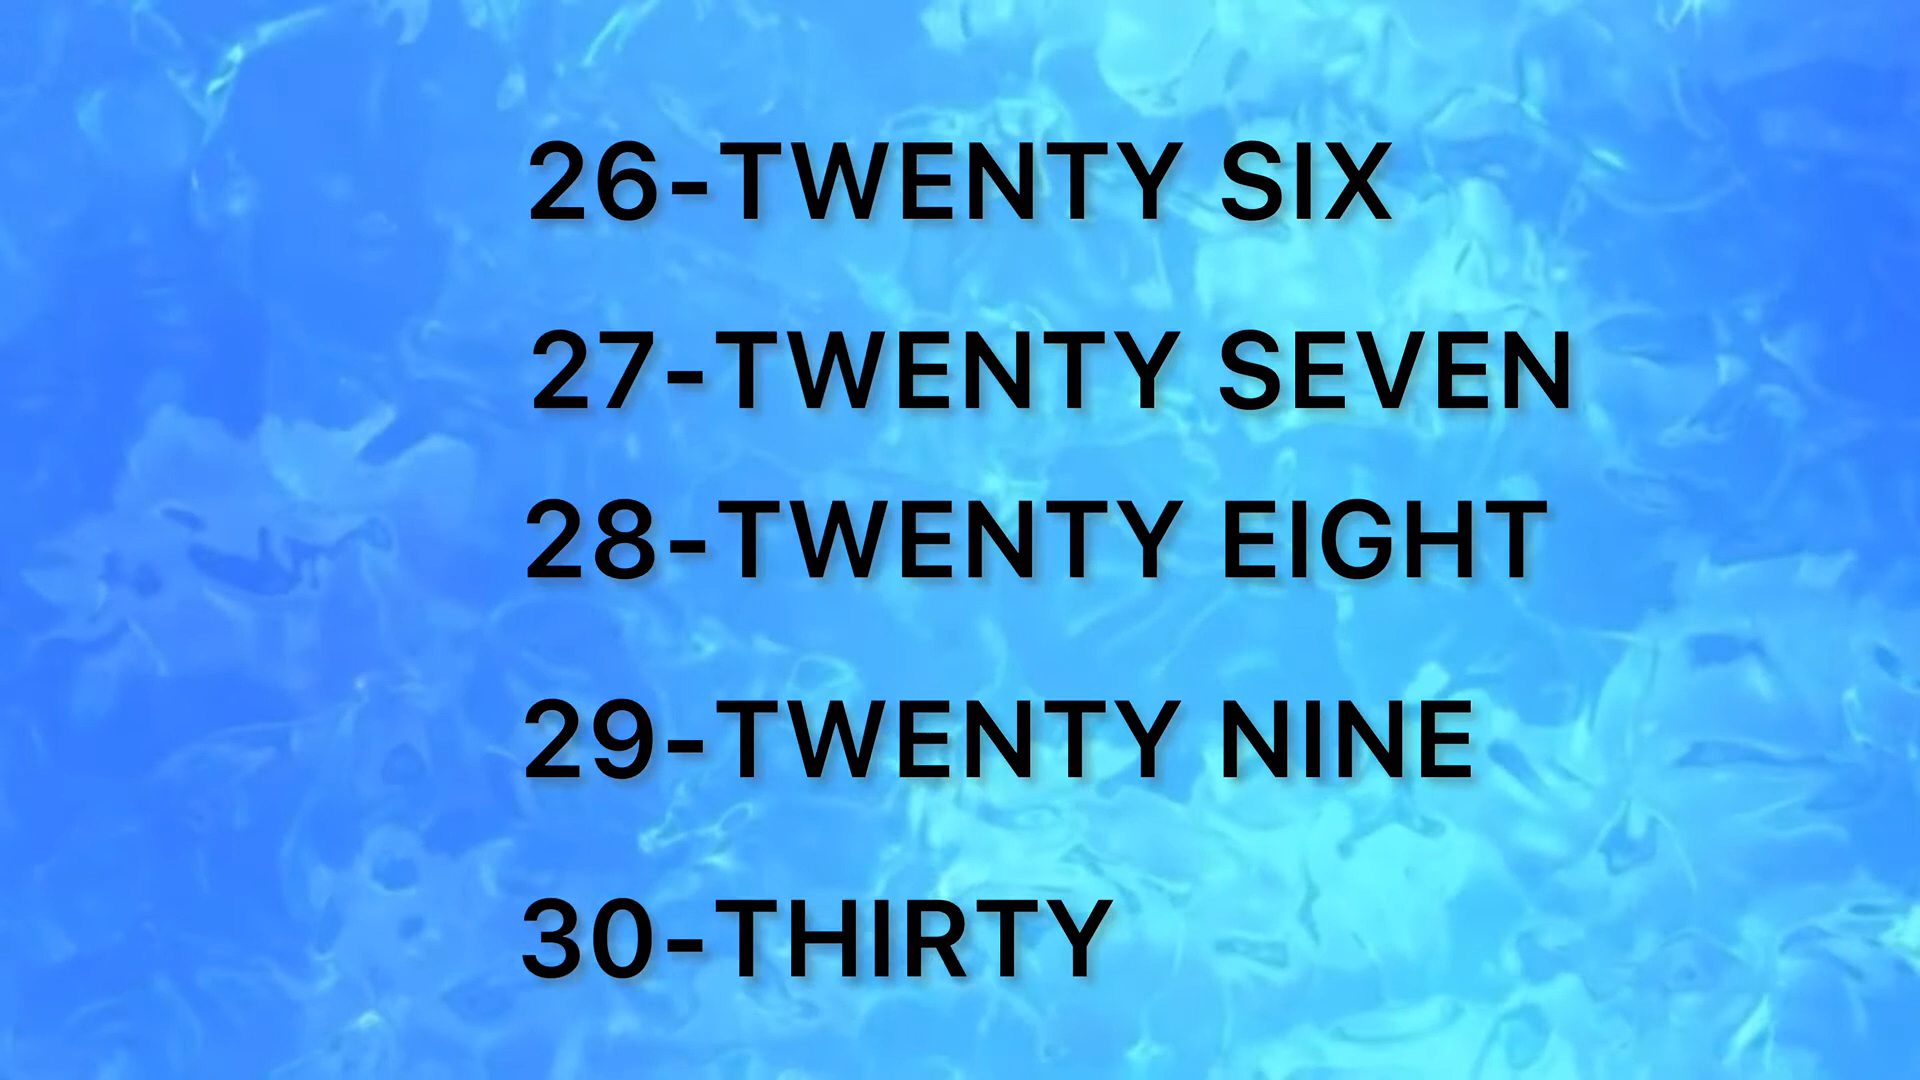 26-TWENTY SIX
27-TWENTY SEVEN
28-TWENTY EIGHT
29-TWENTY NINE
30-THIRTY